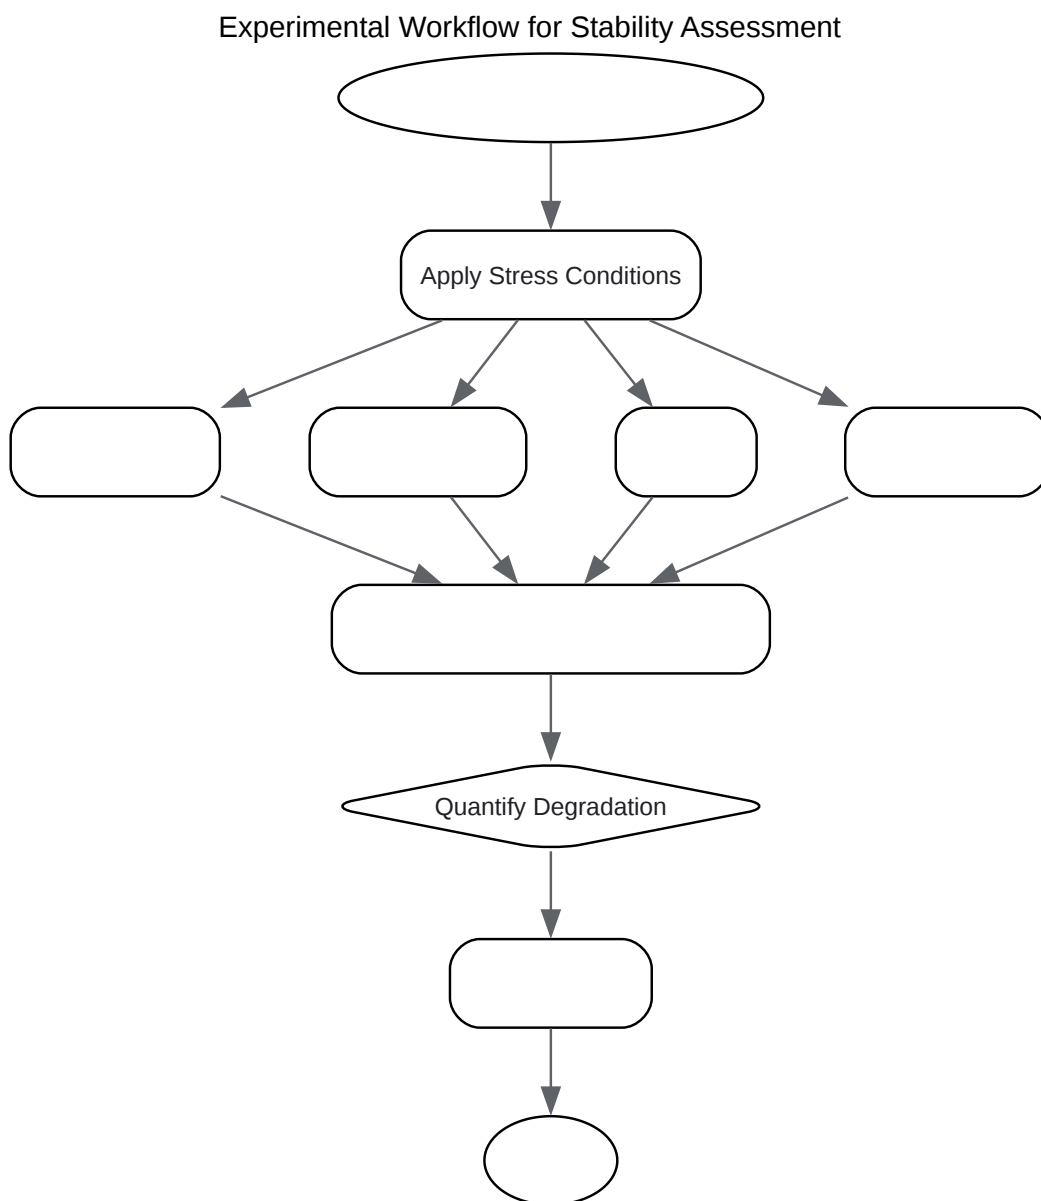 Experimental Workflow for Stability Assessment
Apply Stress Conditions
Quantify Degradation